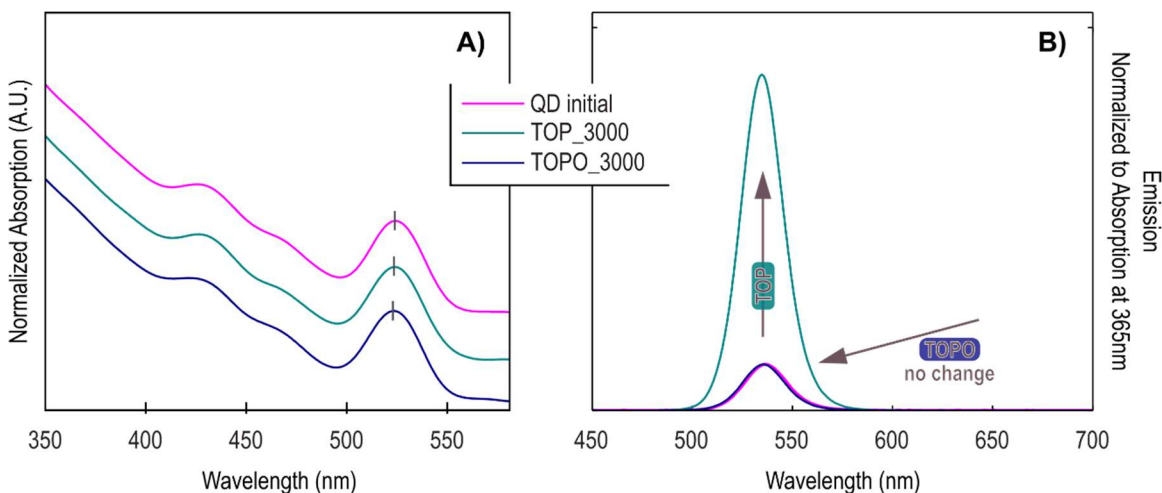 A)
Normalized Absorption (A.U.)
350
400
450
500
550
Wavelength (nm)
QD initial
TOP_3000
TOPO_3000
B)
TOP
TOPO
no change
450
500
550
600
650
700
Wavelength (nm)
Emission
Normalized to Absorption at 365nm